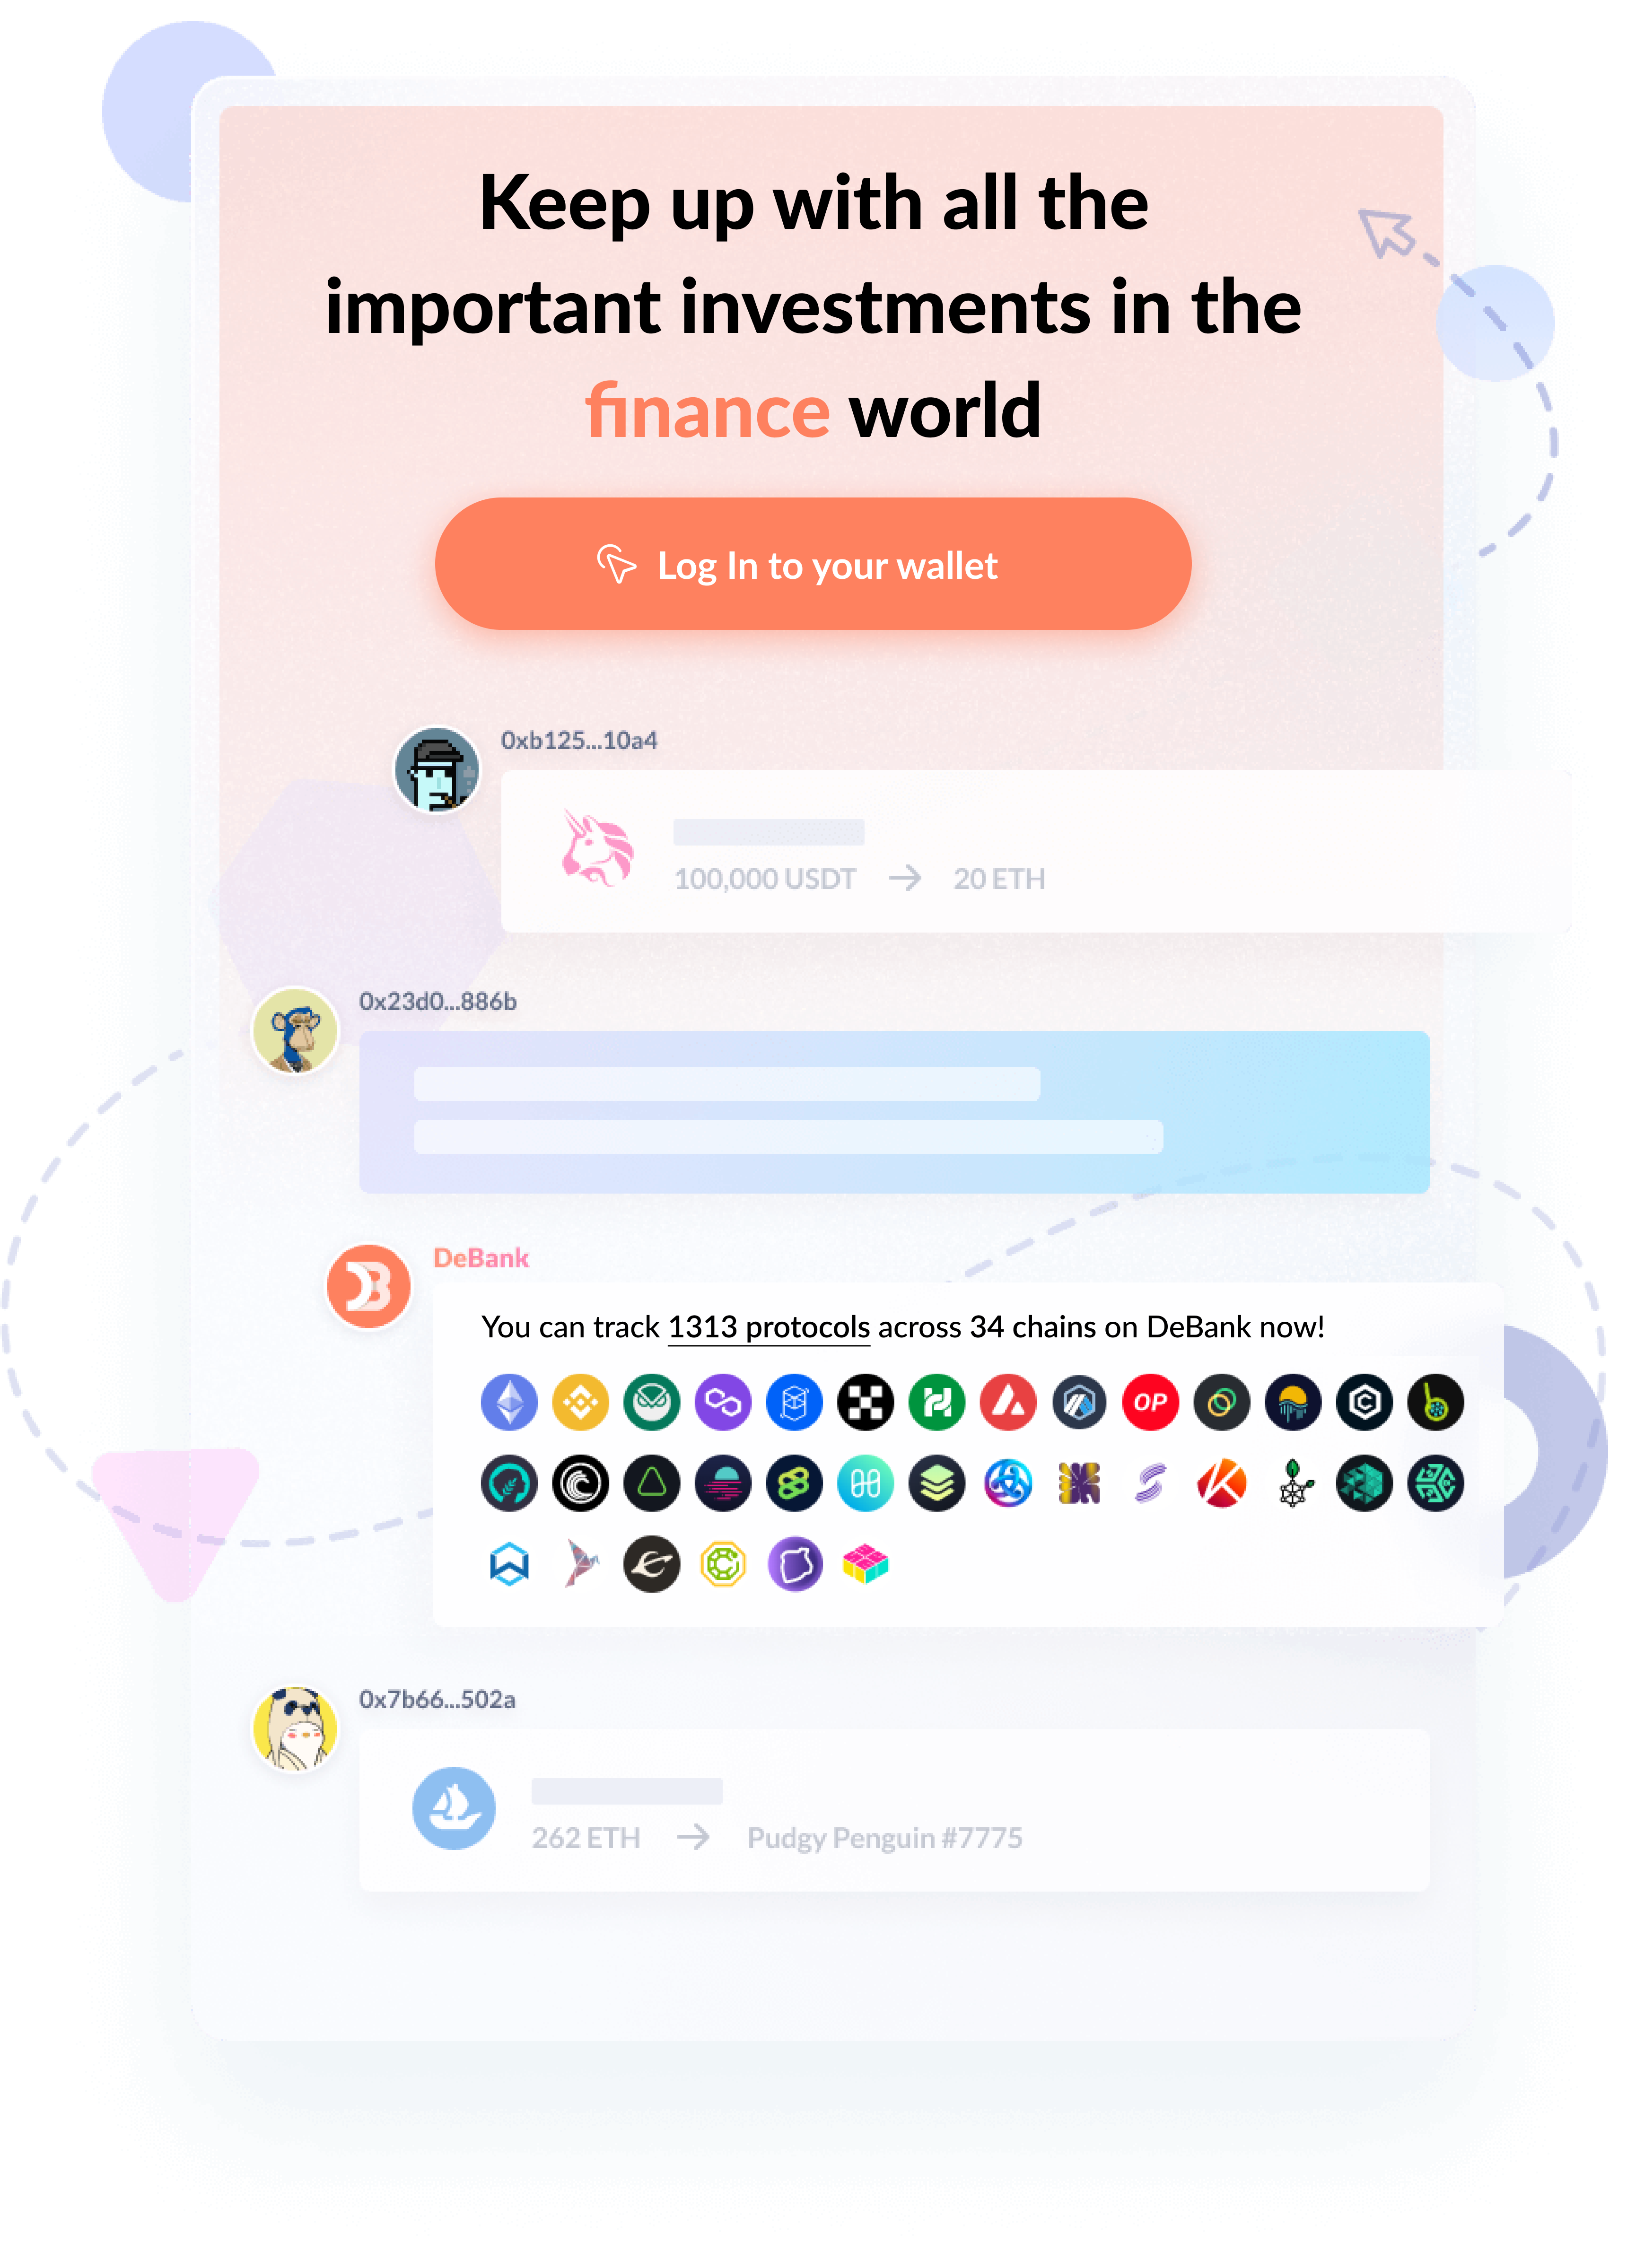 Keep up with all the
important investments in the
finance world
Log In to your wallet
0xb125...10a4
100,000 USDT → 20 ETH
0x23d0...886b
DeBank
You can track 1313 protocols across 34 chains on DeBank now!
OP
0x7b66...502a
262 ETH → Pudgy Penguin #7775